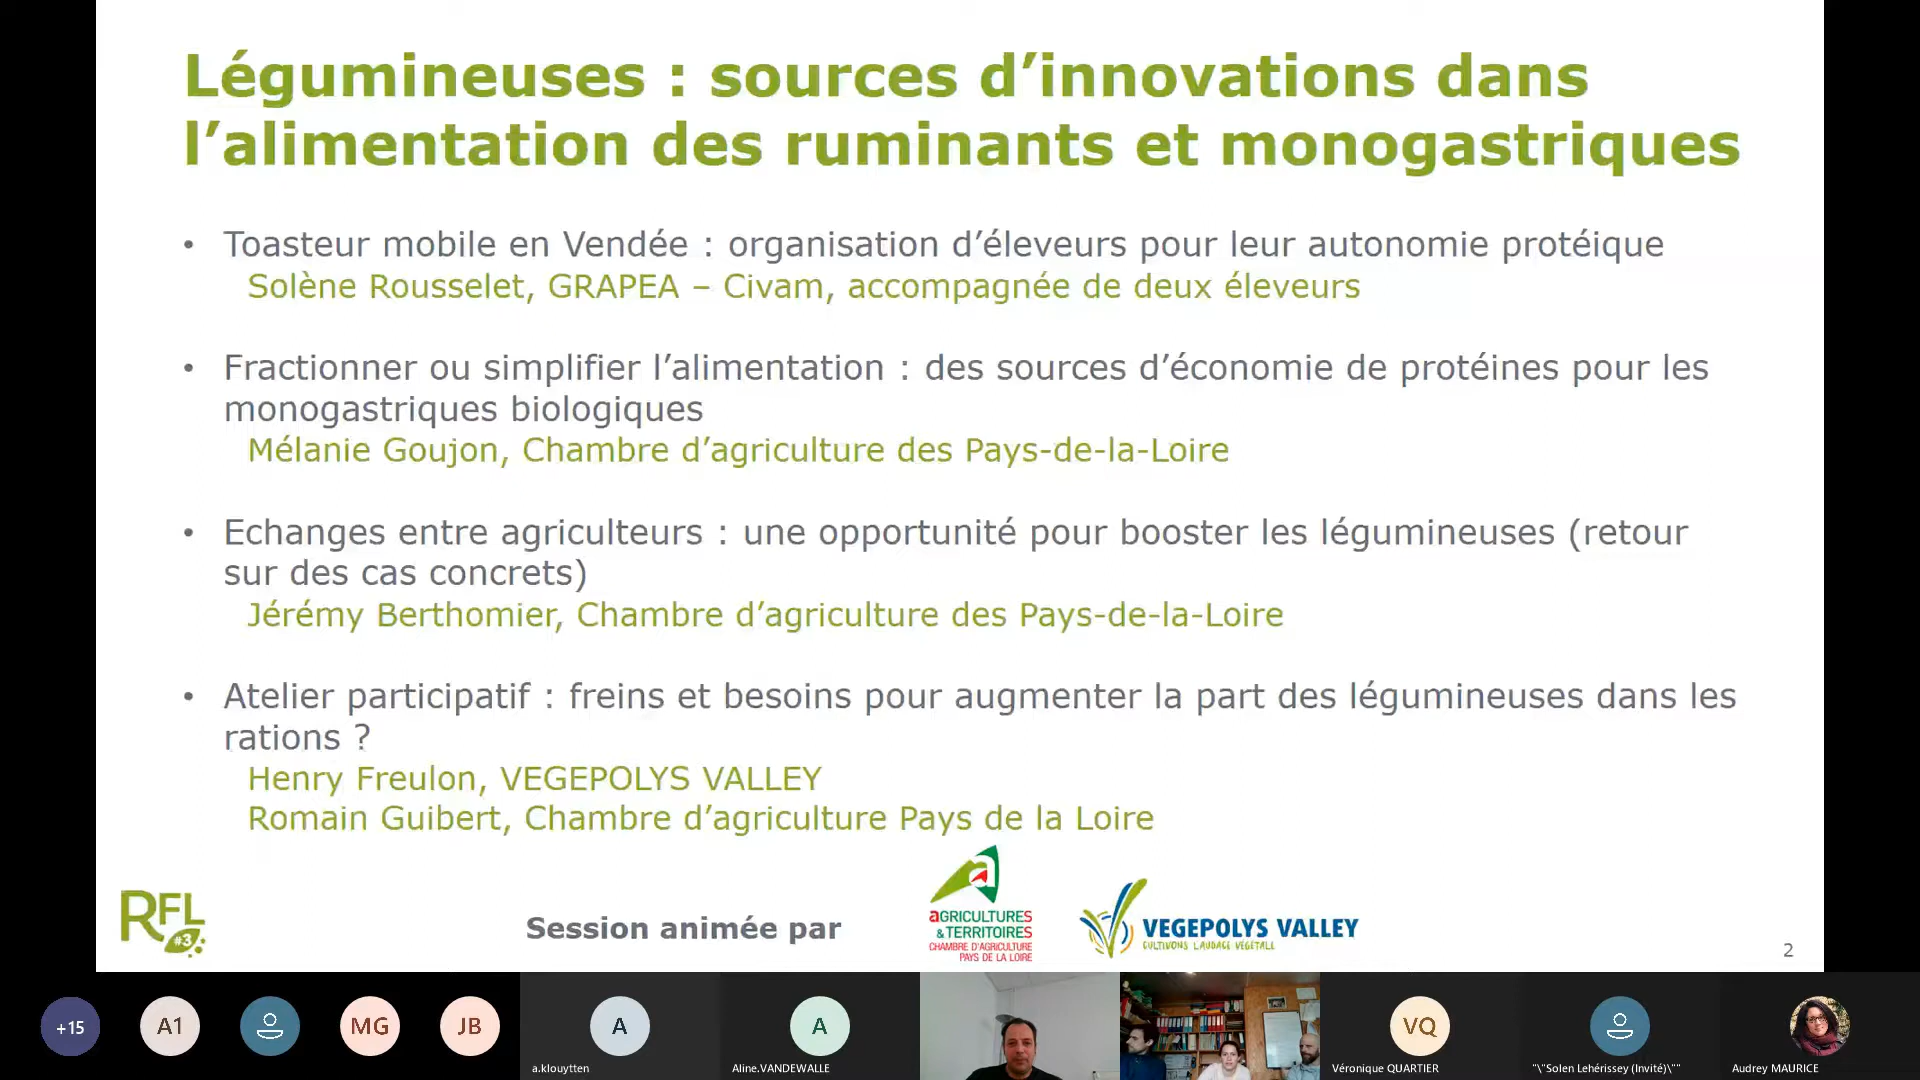 Légumineuses : sources d’innovations dans
l’alimentation des ruminants et monogastriques
• Toasteur mobile en Vendée : organisation d’éleveurs pour leur autonomie protéique
Solène Rousselet, GRAPEA – Civam, accompagnée de deux éleveurs
• Fractionner ou simplifier l’alimentation : des sources d’économie de protéines pour les
monogastriques biologiques
Mélanie Goujon, Chambre d’agriculture des Pays-de-la-Loire
• Echanges entre agriculteurs : une opportunité pour booster les légumineuses (retour
sur des cas concrets)
Jérémy Berthomier, Chambre d’agriculture des Pays-de-la-Loire
• Atelier participatif : freins et besoins pour augmenter la part des légumineuses dans les
rations ?
Henry Freulon, VEGEPOLYS VALLEY
Romain Guibert, Chambre d’agriculture Pays de la Loire
RFL
#3
Session animée par
a
AGRICULTURES
& TERRITOIRES
CHAMBRE D'AGRICULTURE
PAYS DE LA LOIRE
VEGEPOLYS VALLEY
CULTIVONS L'AUDACE VÉGÉTALE
2
+15
A1
MG
JB
A
A
VQ
a.klouytten
Aline.VANDEWALLE
Véronique QUARTIER
"\"Solen Lehérissey (Invité)\""
Audrey MAURICE